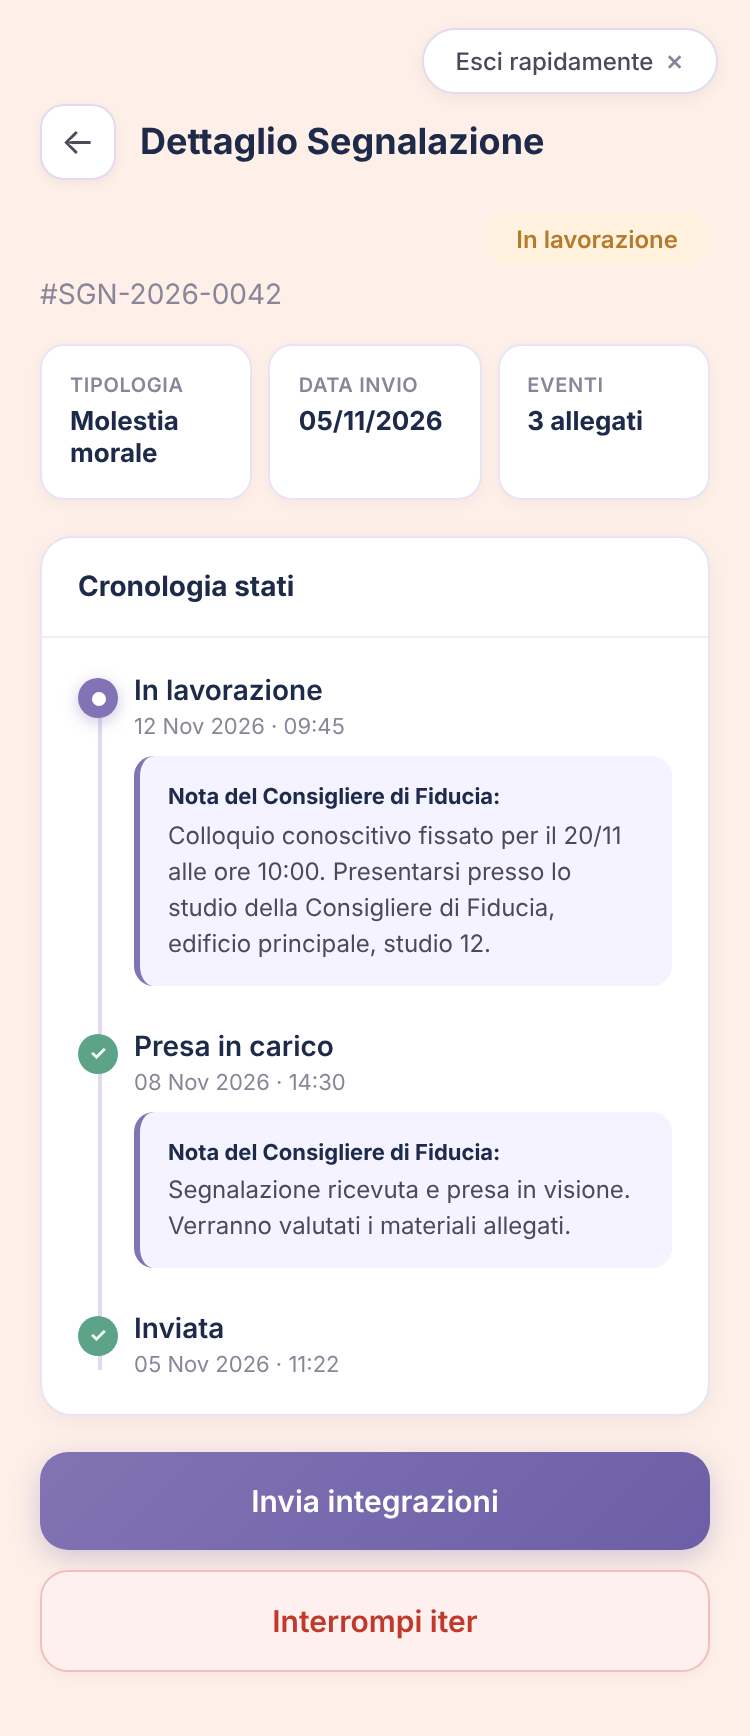 Esci rapidamente ×
Dettaglio Segnalazione
In lavorazione
#SGN-2026-0042
TIPOLOGIA
Molestia
morale
DATA INVIO
05/11/2026
EVENTI
3 allegati
Cronologia stati
In lavorazione
12 Nov 2026 · 09:45
Nota del Consigliere di Fiducia:
Colloquio conoscitivo fissato per il 20/11
alle ore 10:00. Presentarsi presso lo
studio della Consigliere di Fiducia,
edificio principale, studio 12.
Presa in carico
08 Nov 2026 · 14:30
Nota del Consigliere di Fiducia:
Segnalazione ricevuta e presa in visione.
Verranno valutati i materiali allegati.
Inviata
05 Nov 2026 · 11:22
Invia integrazioni
Interrompi iter